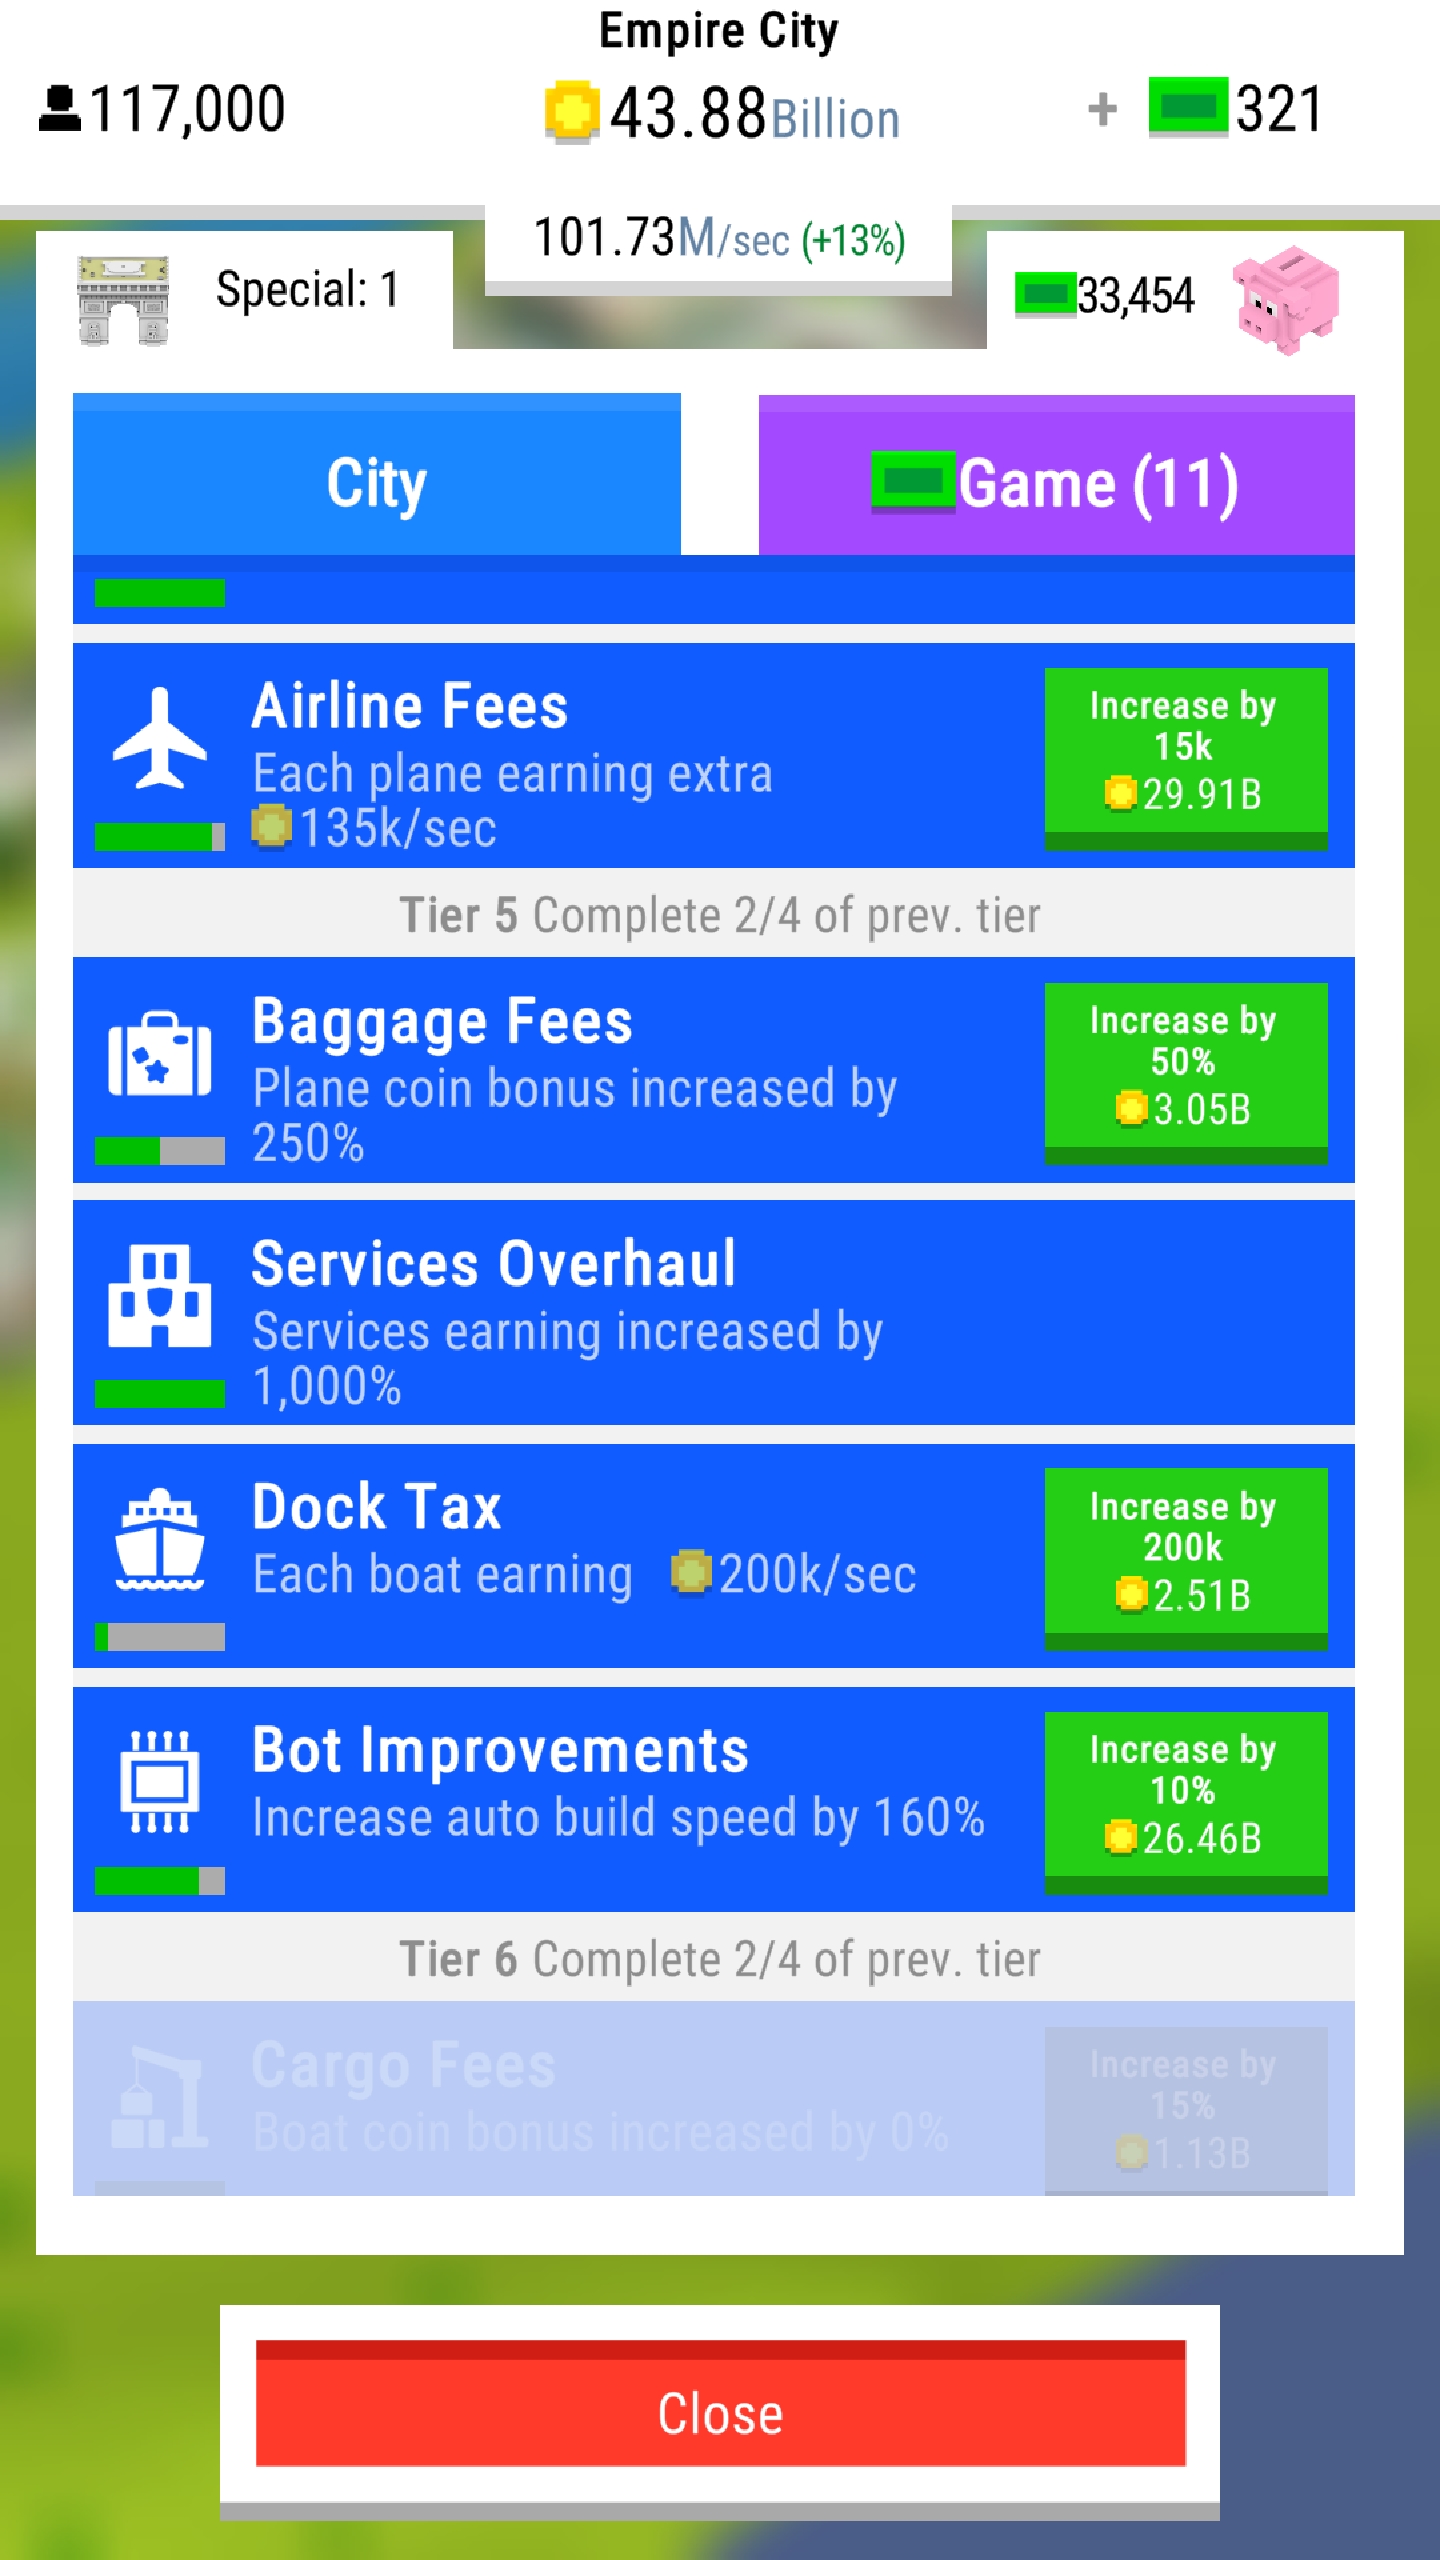 Empire City
117,000
43.88Billion
+ 321
101.73M/sec (+13%)
Special: 1
33,454
City
Game (11)
Airline Fees
Each plane earning extra
135k/sec
Increase by
15k
29.91B
Tier 5 Complete 2/4 of prev. tier
Baggage Fees
Plane coin bonus increased by
250%
Increase by
50%
3.05B
Services Overhaul
Services earning increased by
1,000%
Dock Tax
Each boat earning 200k/sec
Increase by
200k
2.51B
Bot Improvements
Increase auto build speed by 160%
Increase by
10%
26.46B
Tier 6 Complete 2/4 of prev. tier
Cargo Fees
Boat coin bonus increased by 0%
Increase by
15%
1.13B
Close